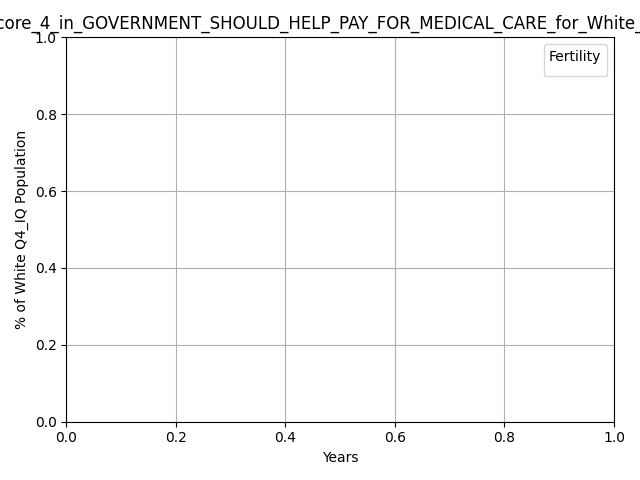 core_4_in_GOVERNMENT_SHOULD_HELP_PAY_FOR_MEDICAL_CARE_for_White_
Fertility
1.0
0.8
0.6
0.4
0.2
0.0
% of White Q4_IQ Population
0.0 0.2 0.4 0.6 0.8 1.0
Years